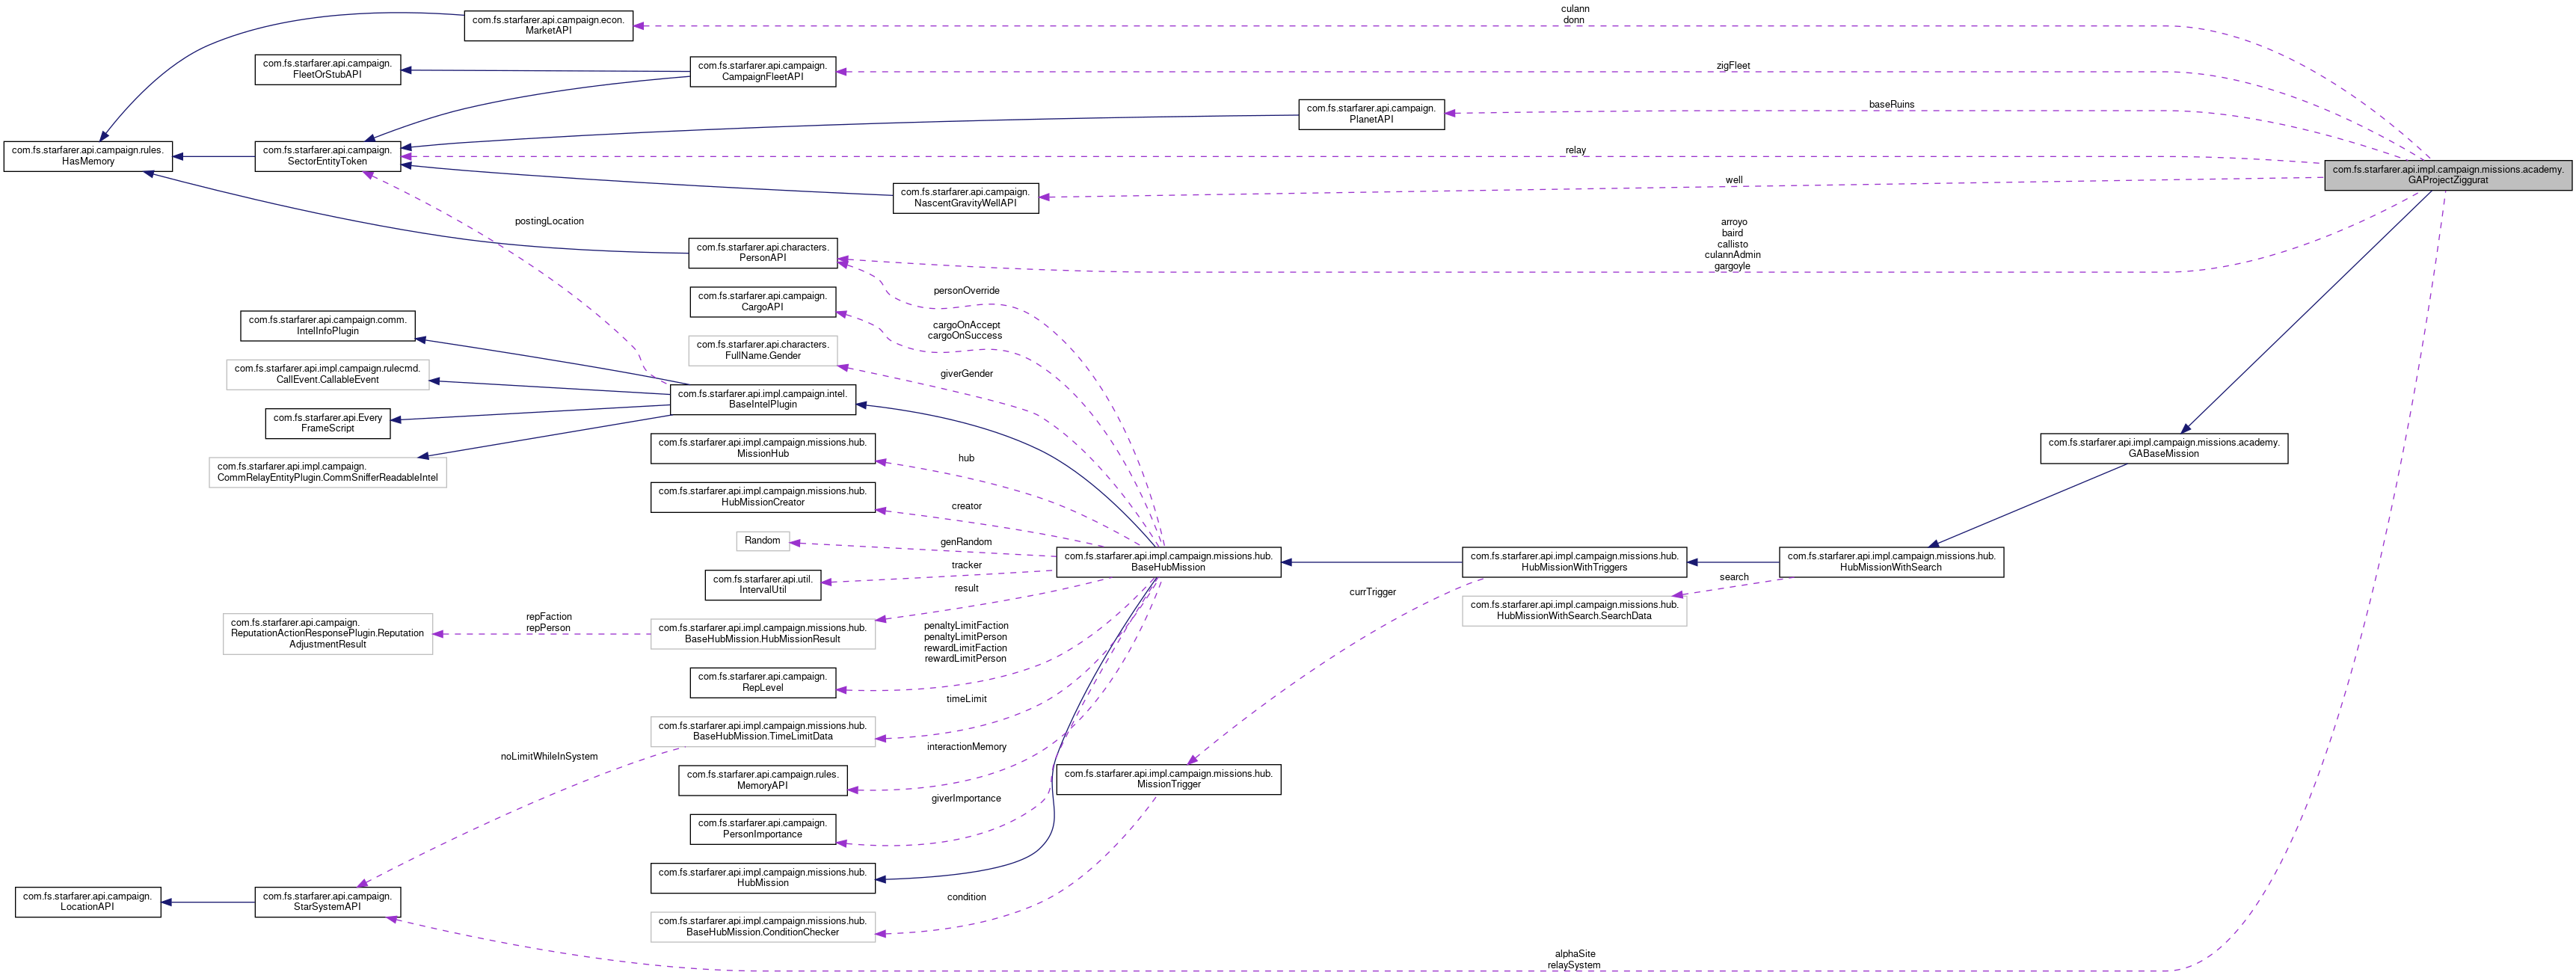 com.fs.starfarer.api.campaign.econ.
MarketAPI
culann
donn
com.fs.starfarer.api.campaign.
FleetOrStubAPI
com.fs.starfarer.api.campaign.
CampaignFleetAPI
zigFleet
com.fs.starfarer.api.campaign.
PlanetAPI
baseRuins
com.fs.starfarer.api.campaign.rules.
HasMemory
com.fs.starfarer.api.campaign.
SectorEntityToken
relay
com.fs.starfarer.api.impl.campaign.missions.academy.
GAProjectZiggurat
com.fs.starfarer.api.campaign.
NascentGravityWellAPI
well
postingLocation
com.fs.starfarer.api.characters.
PersonAPI
arroyo
baird
callisto
culannAdmin
gargoyle
personOverride
com.fs.starfarer.api.campaign.
CargoAPI
cargoOnAccept
cargoOnSuccess
com.fs.starfarer.api.campaign.comm.
IntelInfoPlugin
com.fs.starfarer.api.characters.
FullName.Gender
giverGender
com.fs.starfarer.api.impl.campaign.rulecmd.
CallEvent.CallableEvent
com.fs.starfarer.api.impl.campaign.intel.
BaseIntelPlugin
com.fs.starfarer.api.Every
FrameScript
com.fs.starfarer.api.impl.campaign.
CommRelayEntityPlugin.CommSnifferReadableIntel
com.fs.starfarer.api.impl.campaign.missions.hub.
MissionHub
hub
com.fs.starfarer.api.impl.campaign.missions.academy.
GABaseMission
com.fs.starfarer.api.impl.campaign.missions.hub.
HubMissionCreator
creator
Random
genRandom
com.fs.starfarer.api.impl.campaign.missions.hub.
BaseHubMission
com.fs.starfarer.api.impl.campaign.missions.hub.
HubMissionWithTriggers
com.fs.starfarer.api.impl.campaign.missions.hub.
HubMissionWithSearch
com.fs.starfarer.api.util.
IntervalUtil
tracker
result
search
currTrigger
com.fs.starfarer.api.impl.campaign.missions.hub.
HubMissionWithSearch.SearchData
com.fs.starfarer.api.campaign.
ReputationActionResponsePlugin.Reputation
AdjustmentResult
repFaction
repPerson
com.fs.starfarer.api.impl.campaign.missions.hub.
BaseHubMission.HubMissionResult
penaltyLimitFaction
penaltyLimitPerson
rewardLimitFaction
rewardLimitPerson
com.fs.starfarer.api.campaign.
RepLevel
timeLimit
com.fs.starfarer.api.impl.campaign.missions.hub.
BaseHubMission.TimeLimitData
noLimitWhileInSystem
interactionMemory
com.fs.starfarer.api.campaign.rules.
MemoryAPI
com.fs.starfarer.api.impl.campaign.missions.hub.
MissionTrigger
giverImportance
com.fs.starfarer.api.campaign.
PersonImportance
com.fs.starfarer.api.impl.campaign.missions.hub.
HubMission
com.fs.starfarer.api.campaign.
LocationAPI
com.fs.starfarer.api.campaign.
StarSystemAPI
condition
com.fs.starfarer.api.impl.campaign.missions.hub.
BaseHubMission.ConditionChecker
alphaSite
relaySystem